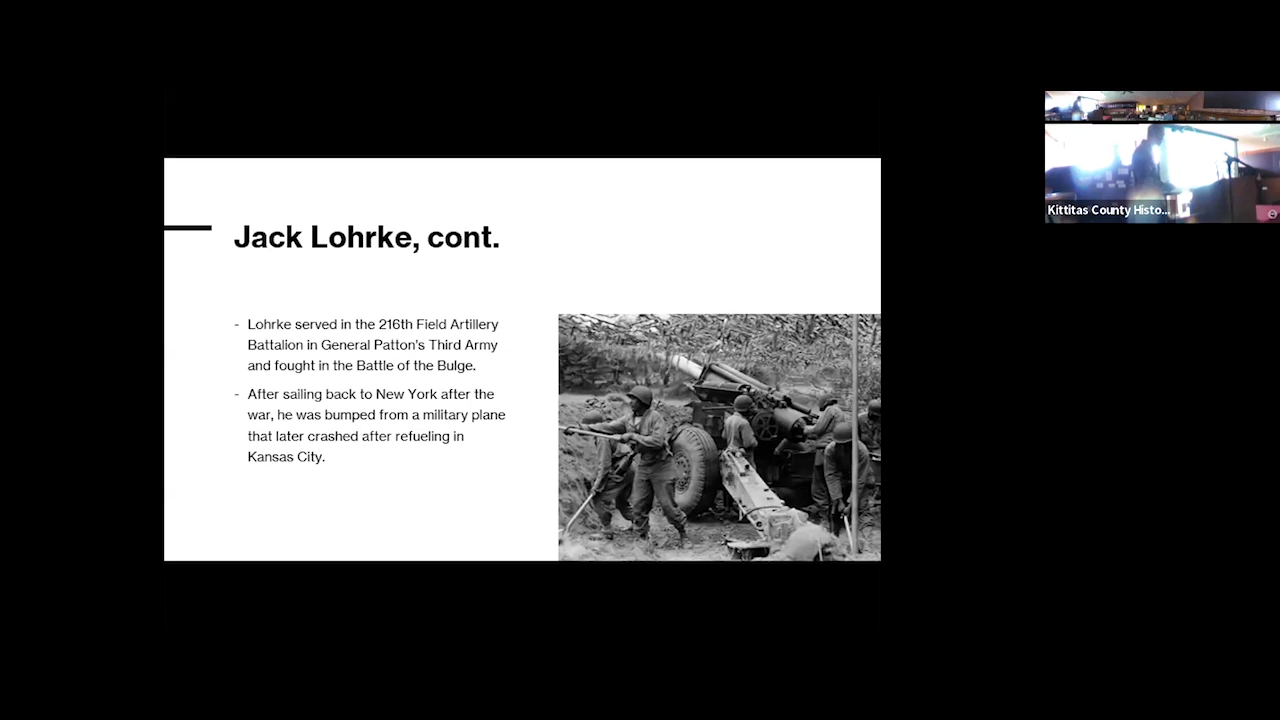 Jack Lohrke, cont.
- Lohrke served in the 216th Field Artillery
Battalion in General Patton's Third Army
and fought in the Battle of the Bulge.
- After sailing back to New York after the
war, he was bumped from a military plane
that later crashed after refueling in
Kansas City.
Kittitas County Histo...